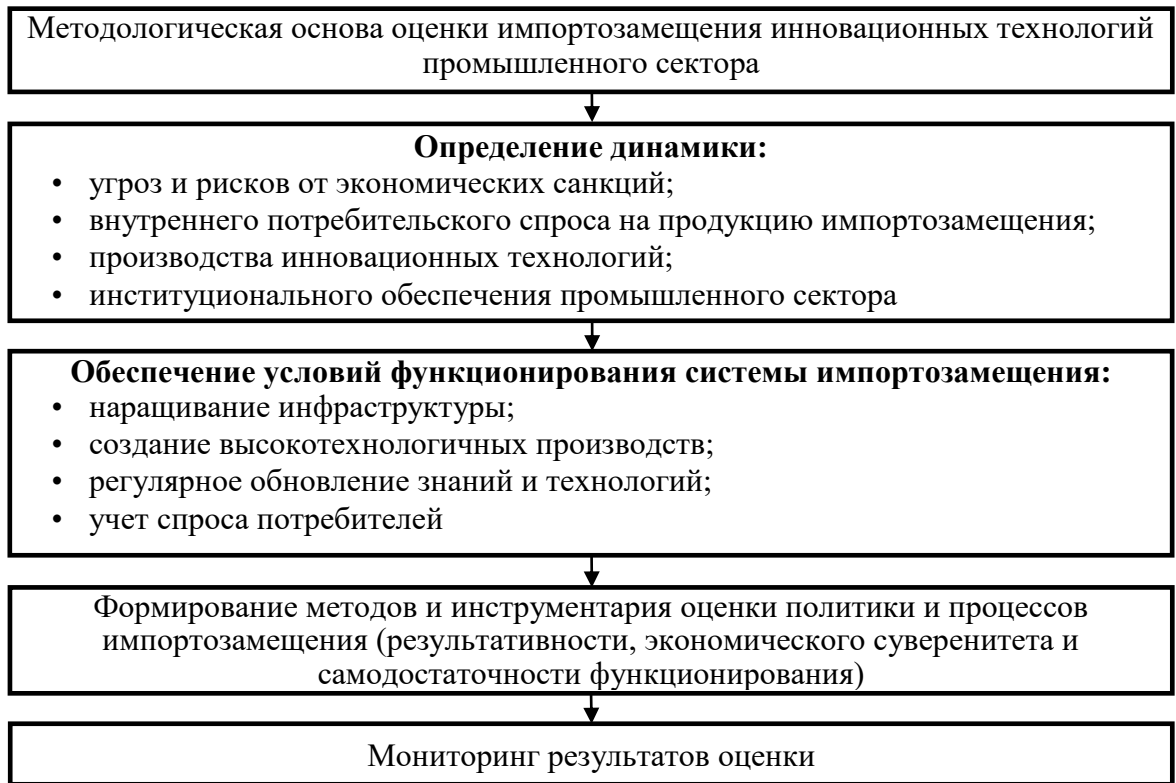 Методологическая основа оценки импортозамещения инновационных технологий
промышленного сектора
Определение динамики:
• угроз и рисков от экономических санкций;
• внутреннего потребительского спроса на продукцию импортозамещения;
• производства инновационных технологий;
• институционального обеспечения промышленного сектора
Обеспечение условий функционирования системы импортозамещения:
• наращивание инфраструктуры;
• создание высокотехнологичных производств;
• регулярное обновление знаний и технологий;
• учет спроса потребителей
Формирование методов и инструментария оценки политики и процессов
импортозамещения (результативности, экономического суверенитета и
самодостаточности функционирования)
Мониторинг результатов оценки